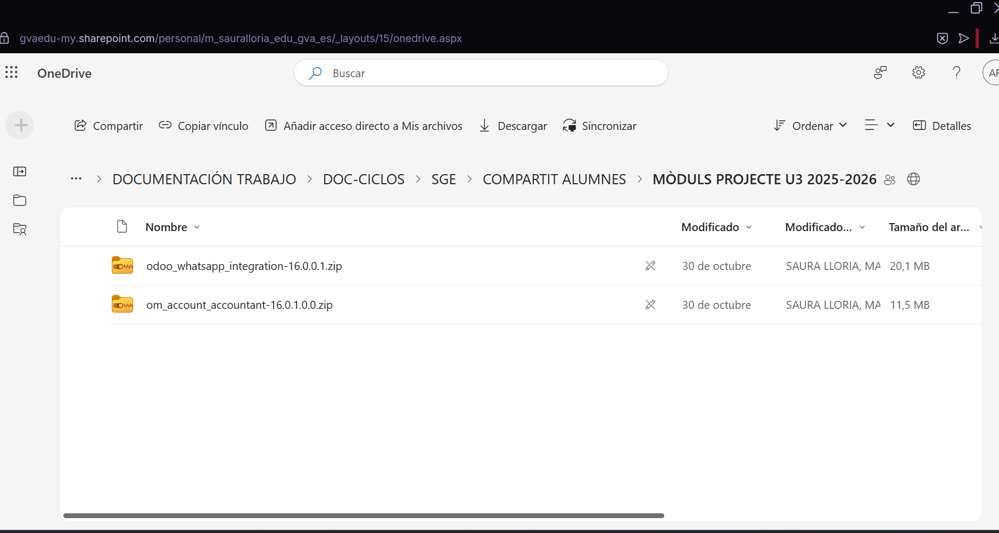 gvaedu-my.sharepoint.com/personal/m_sauralloria_edu_gva_es/_layouts/15/onedrive.aspx
OneDrive
Buscar
Compartir
Copiar vínculo
Añadir acceso directo a Mis archivos
Descargar
Sincronizar
Ordenar
Detalles
... > DOCUMENTACIÓN TRABAJO > DOC-CICLOS > SGE > COMPARTIT ALUMNES > MÒDULS PROJECTE U3 2025-2026
Nombre Modificado Modificado... Tamaño del ar...
odoo_whatsapp_integration-16.0.0.1.zip 30 de octubre SAURA LLORIA, MA 20,1 MB
om_account_accountant-16.0.1.0.0.zip 30 de octubre SAURA LLORIA, MA 11,5 MB